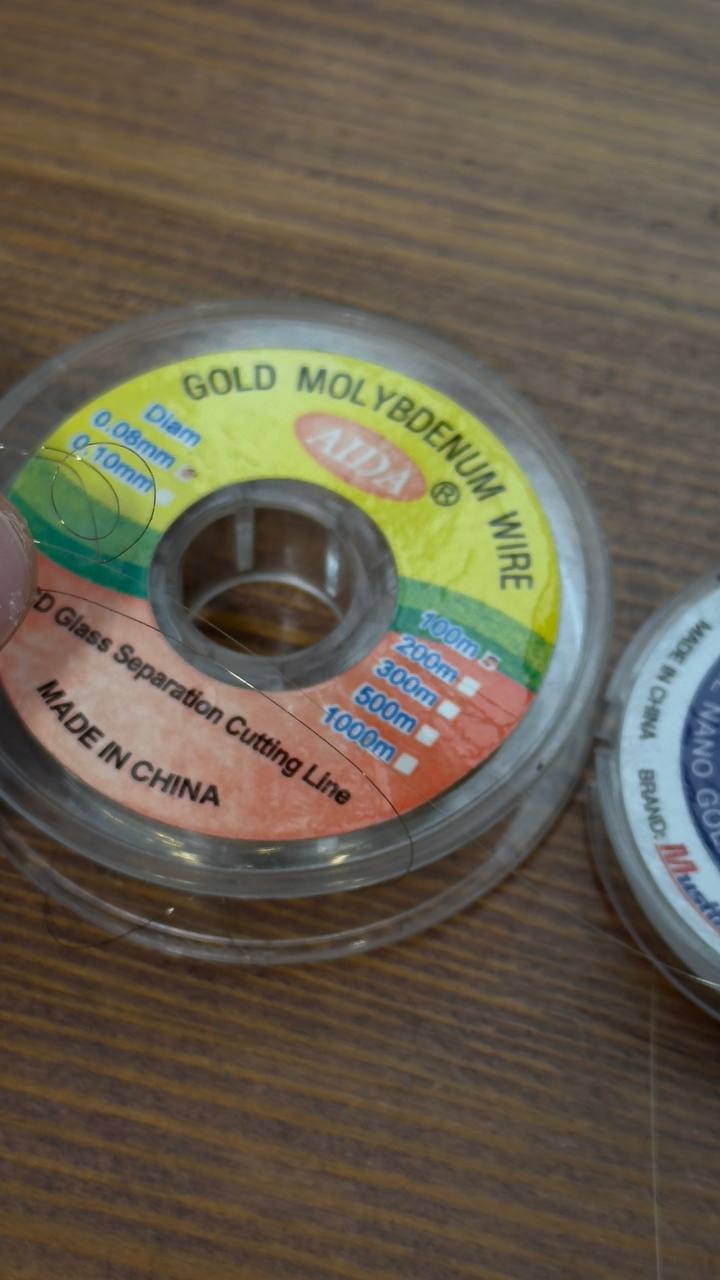 GOLD MOLYBDENUM WIRE
AIDA ®
Diam
0.08mm
0.10mm
100m
200m
300m
500m
1000m
Glass Separation Cutting Line
MADE IN CHINA
MADE IN CHINA
NANO
BRAND: